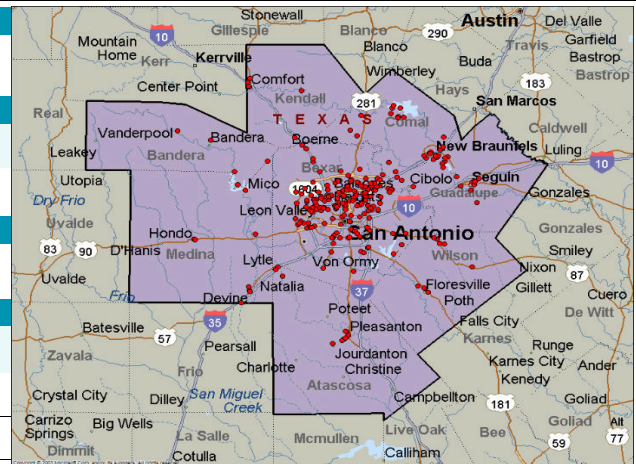 Stonewall
Austin
Del Valle
Gillespie
Blanco
290
Travis
Garfield
Mountain
Home
10
Kerr
Kerrville
Blanco
Buda
Bastrop
Bastrop
Wimberley
183
Center Point
Comfort
Kendall
281
Hays
San Marcos
Real
TEXAS
Comal
Caldwell
Vanderpool
Bandera
Boerne
New Braunfels
Luling
10
Leakey
Bandera
Bexar
Utopia
Mico
1604
Cibolo
Seguin
Guadalupe
Gonzales
Dry Frio
Uvalde
Leon Valley
10
Gonzales
83
90
D'Hanis
Hondo
Medina
San Antonio
Wilson
Smiley
Lytle
Von Ormy
Nixon
87
Uvalde
Natalia
37
Floresville
Gillett
Frio
Devine
Poth
Cuero
Batesville
35
Poteet
Falls City
De Witt
57
Pearsall
Pleasanton
Karnes
Runge
Zavala
Jourdanton
Karnes City
Ander
Frio
Charlotte
Christine
Kenedy
Atascosa
Crystal City
Dilley
San Miguel
Creek
Campbellton
181
Goliad
Carrizo
Springs
Big Wells
Live Oak
Bee
Goliad
Alt
77
Dimmit
La Salle
Mcmullen
59
Cotulla
Calliham